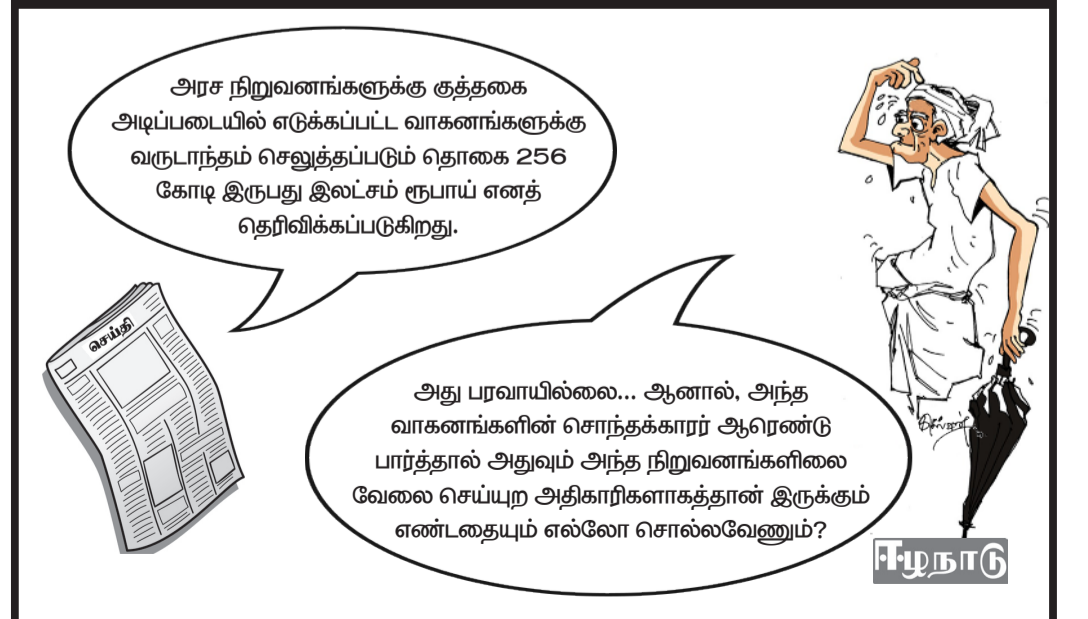 அரச நிறுவனங்களுக்கு குத்தகை
அடிப்படையில் எடுக்கப்பட்ட வாகனங்களுக்கு
வருடாந்தம் செலுத்தப்படும் தொகை 256
கோடி இருபது இலட்சம் ரூபாய் எனத்
தெரிவிக்கப்படுகிறது.
செய்தி
அது பரவாயில்லை... ஆனால், அந்த
வாகனங்களின் சொந்தக்காரர் ஆரெண்டு
பார்த்தால் அதுவும் அந்த நிறுவனங்களிலை
வேலை செய்யுற அதிகாரிகளாகத்தான் இருக்கும்
எண்டதையும் எல்லோ சொல்லவேணும்?
ஈழநாடு